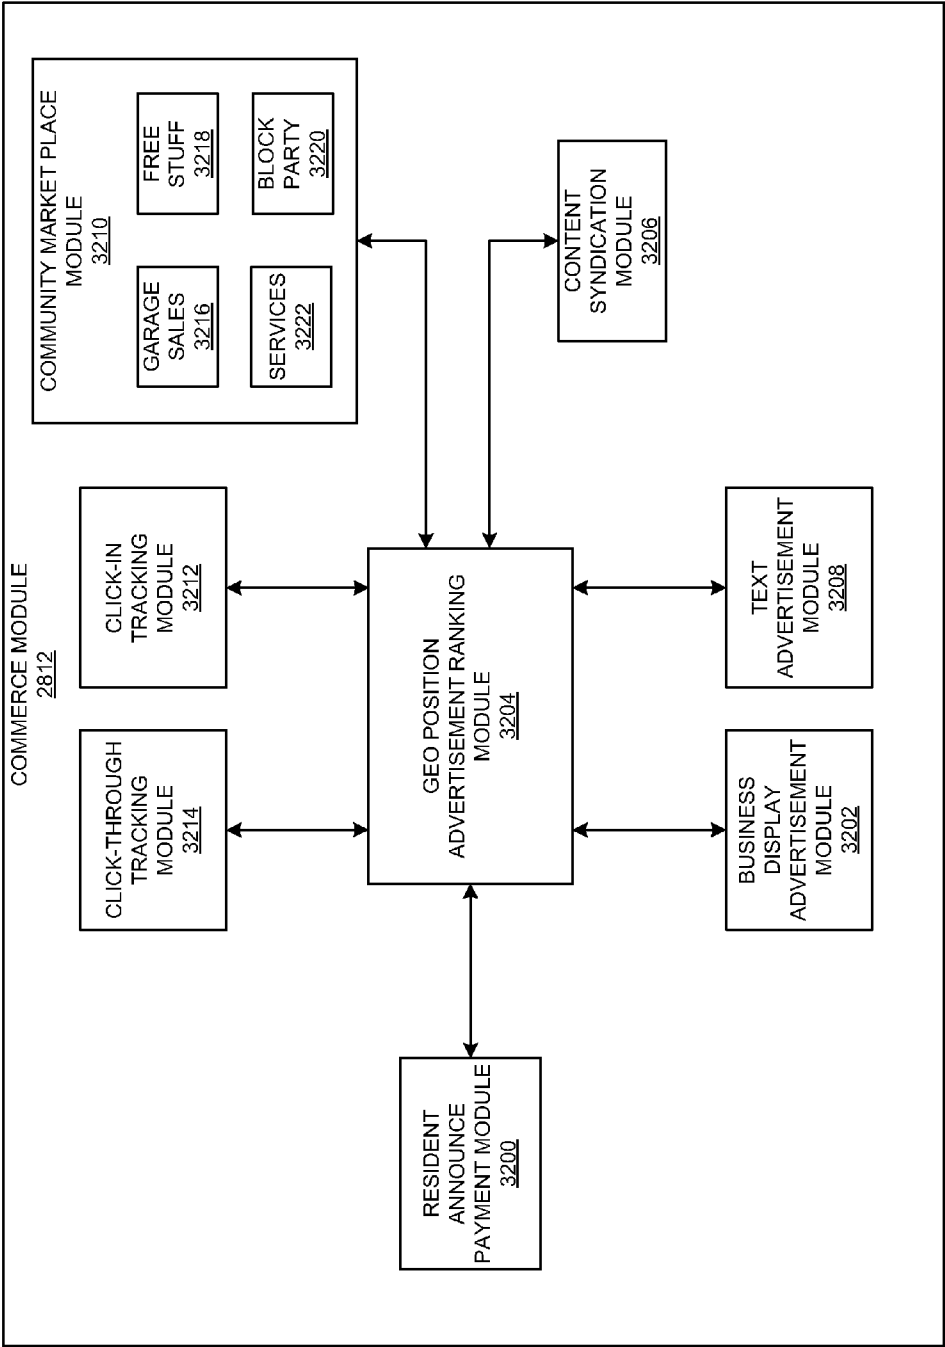 COMMERCE MODULE
2812
CLICK-THROUGH
TRACKING
MODULE
3214
CLICK-IN
TRACKING
MODULE
3212
COMMUNITY MARKET PLACE
MODULE
3210
GARAGE
SALES
3216
FREE
STUFF
3218
SERVICES
3222
BLOCK
PARTY
3220
RESIDENT
ANNOUNCE
PAYMENT MODULE
3200
GEO POSITION
ADVERTISEMENT RANKING
MODULE
3204
CONTENT
SYNDICATION
MODULE
3206
BUSINESS
DISPLAY
ADVERTISEMENT
MODULE
3202
TEXT
ADVERTISEMENT
MODULE
3208